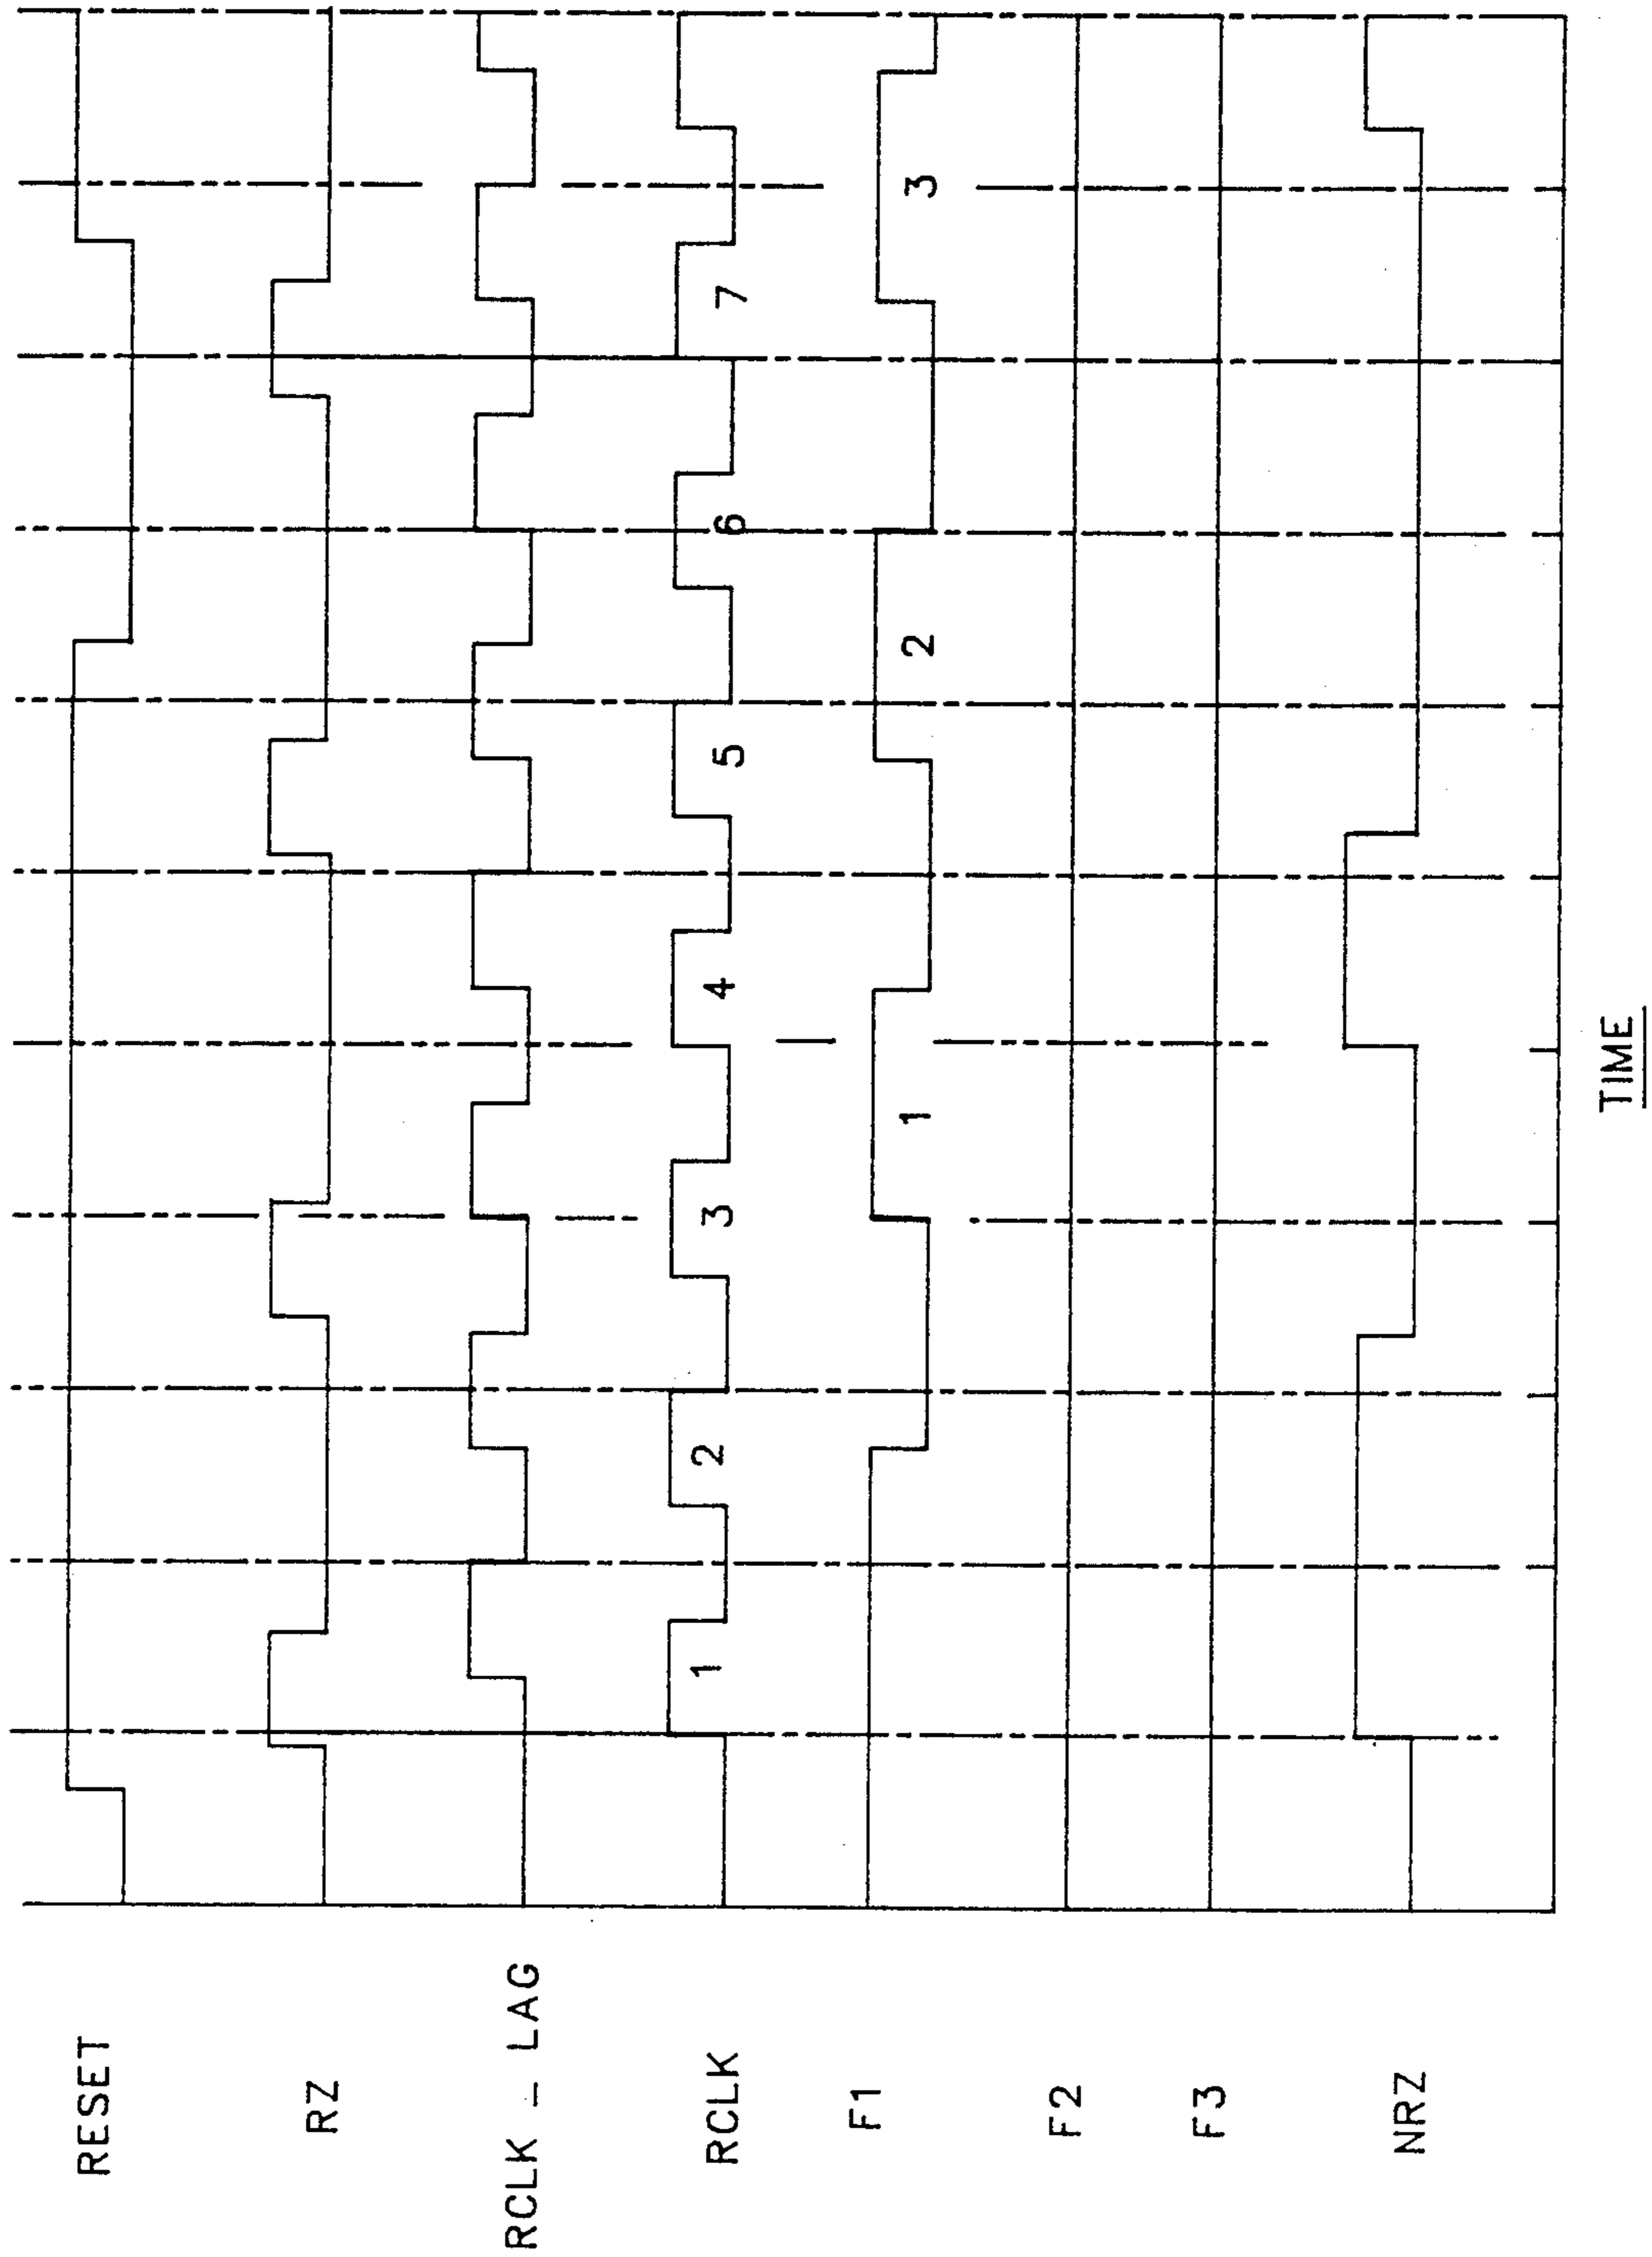 RESET
RZ
RCLK _ LAG
RCLK
1 2 3 4 5 6 7
F1
1 2 3
F2
F3
NRZ
TIME